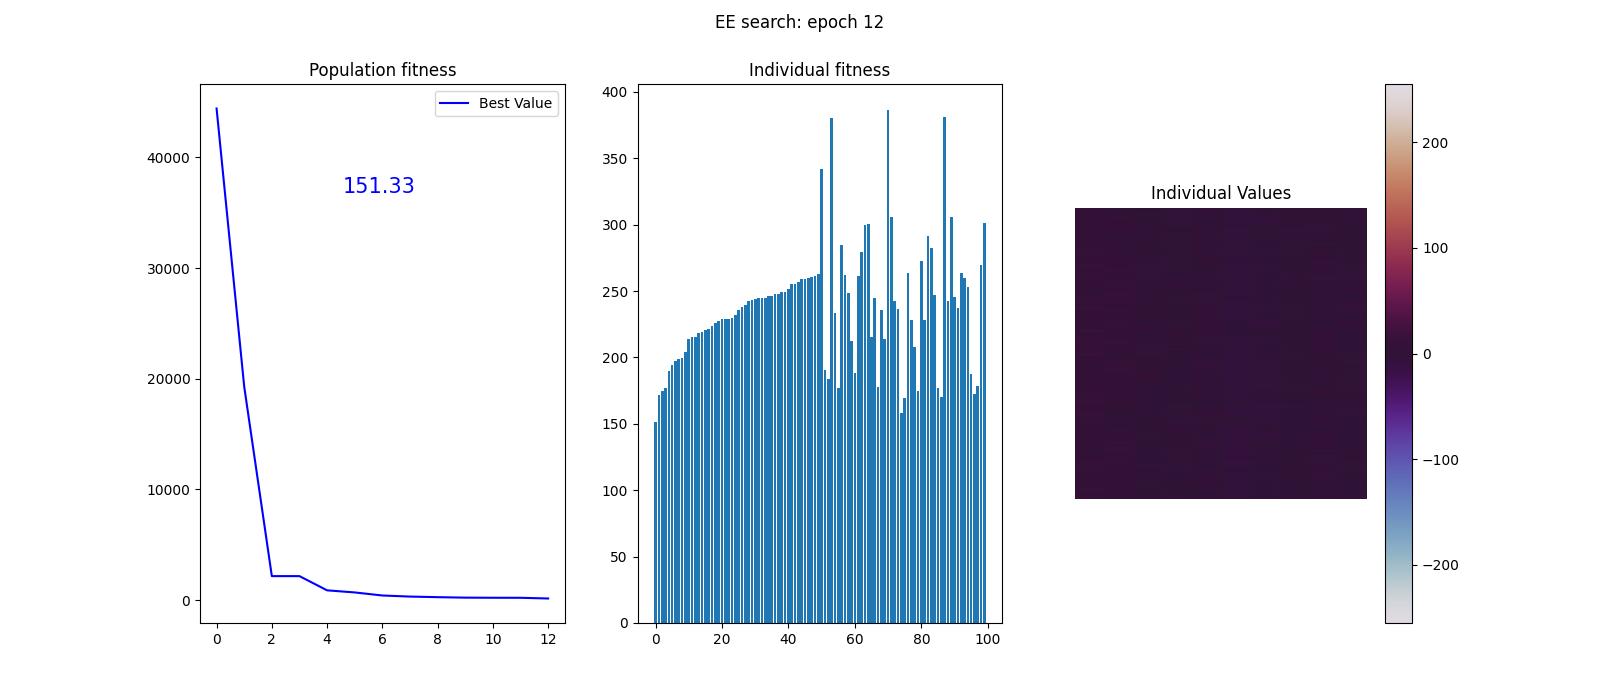 EE search: epoch 12
Population fitness
Best Value
151.33
40000
30000
20000
10000
0
0 2 4 6 8 10 12
Individual fitness
400
350
300
250
200
150
100
50
0
0 20 40 60 80 100
Individual Values
200
100
0
−100
−200